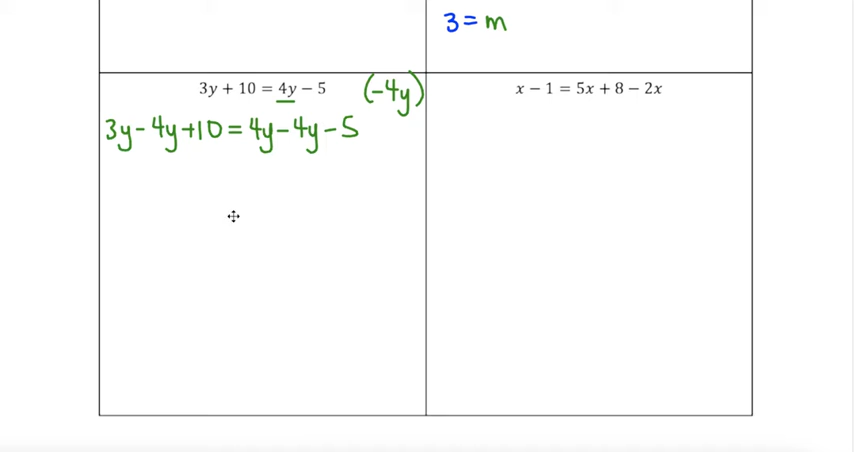 3 = m
3y + 10 = 4y − 5
(−4y)
3y − 4y + 10 = 4y − 4y − 5
x − 1 = 5x + 8 − 2x